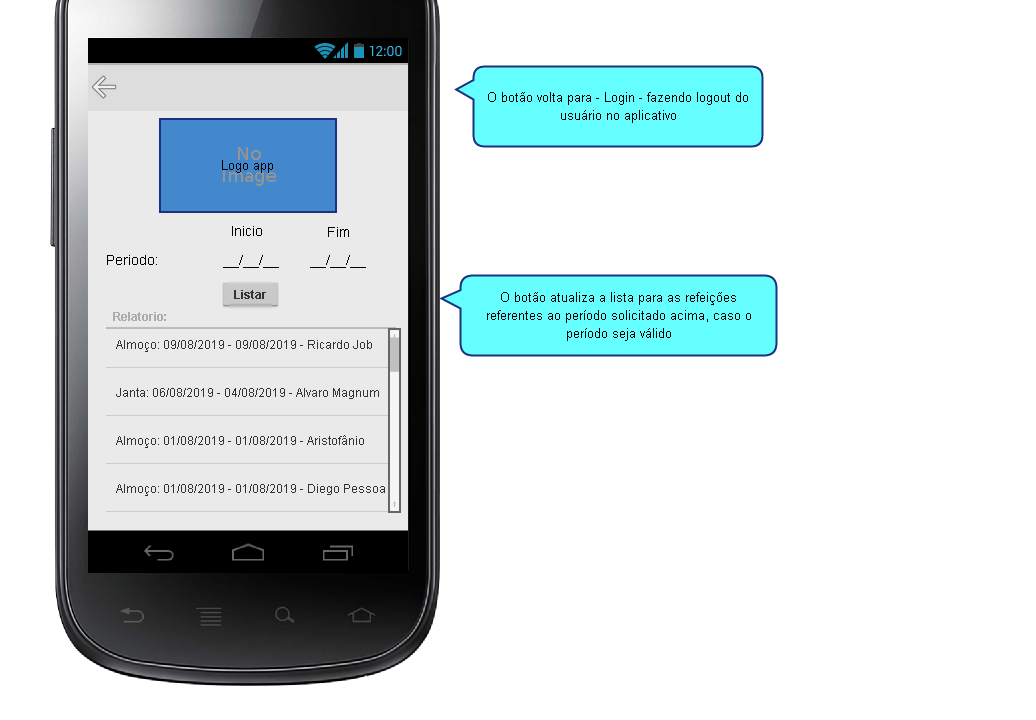 12:00
O botão volta para - Login - fazendo logout do
usuário no aplicativo
No
Image
Logo app
Inicio
Fim
Periodo:
__/__/__
__/__/__
Listar
O botão atualiza a lista para as refeições
referentes ao período solicitado acima, caso o
período seja válido
Relatorio:
Almoço: 09/08/2019 - 09/08/2019 - Ricardo Job
Janta: 06/08/2019 - 04/08/2019 - Alvaro Magnum
Almoço: 01/08/2019 - 01/08/2019 - Aristofânio
Almoço: 01/08/2019 - 01/08/2019 - Diego Pessoa